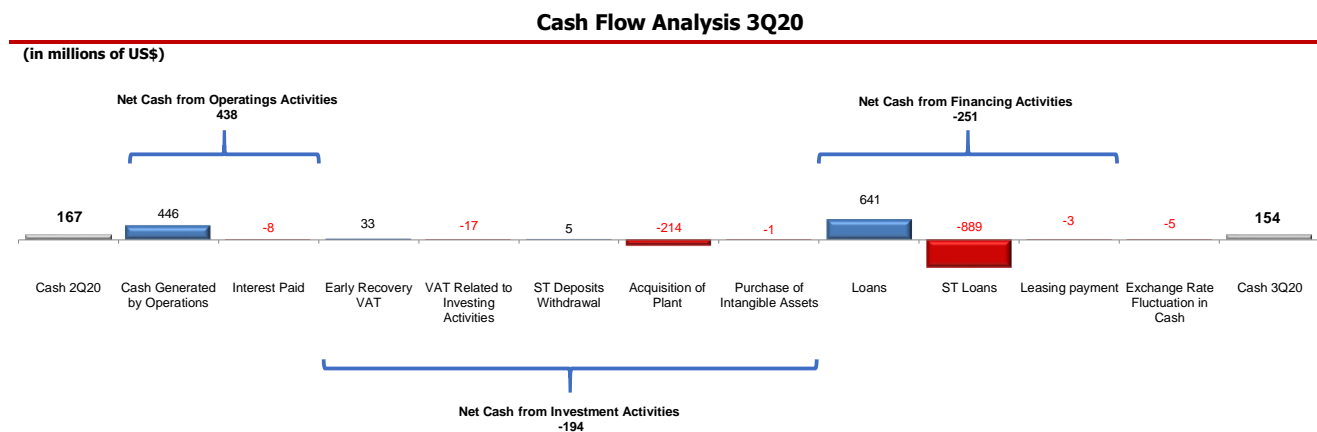 Cash Flow Analysis 3Q20
(in millions of US$)
Net Cash from Operatings Activities
438
Net Cash from Financing Activities
-251
167
446
-8
33
-17
5
-214
-1
641
-889
-3
-5
154
Cash 2Q20
Cash Generated
by Operations
Interest Paid
Early Recovery
VAT
VAT Related to
Investing
Activities
ST Deposits
Withdrawal
Acquisition of
Plant
Purchase of
Intangible Assets
Loans
ST Loans
Leasing payment
Exchange Rate
Fluctuation in
Cash
Cash 3Q20
Net Cash from Investment Activities
-194